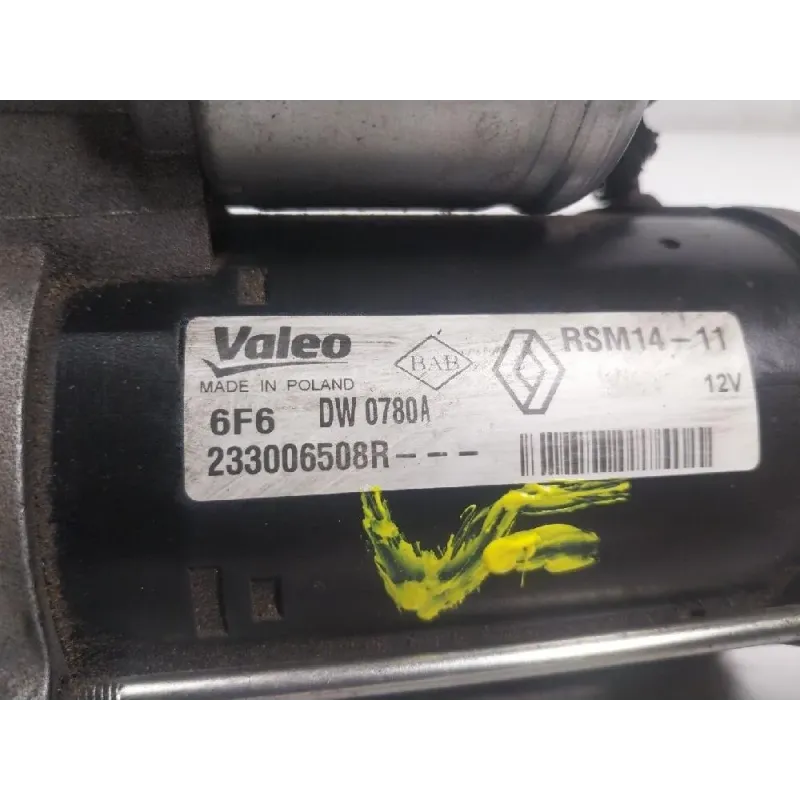 Valeo
MADE IN POLAND
BAB
RSM14-11
12V
6F6 DW 0780A
233006508R---